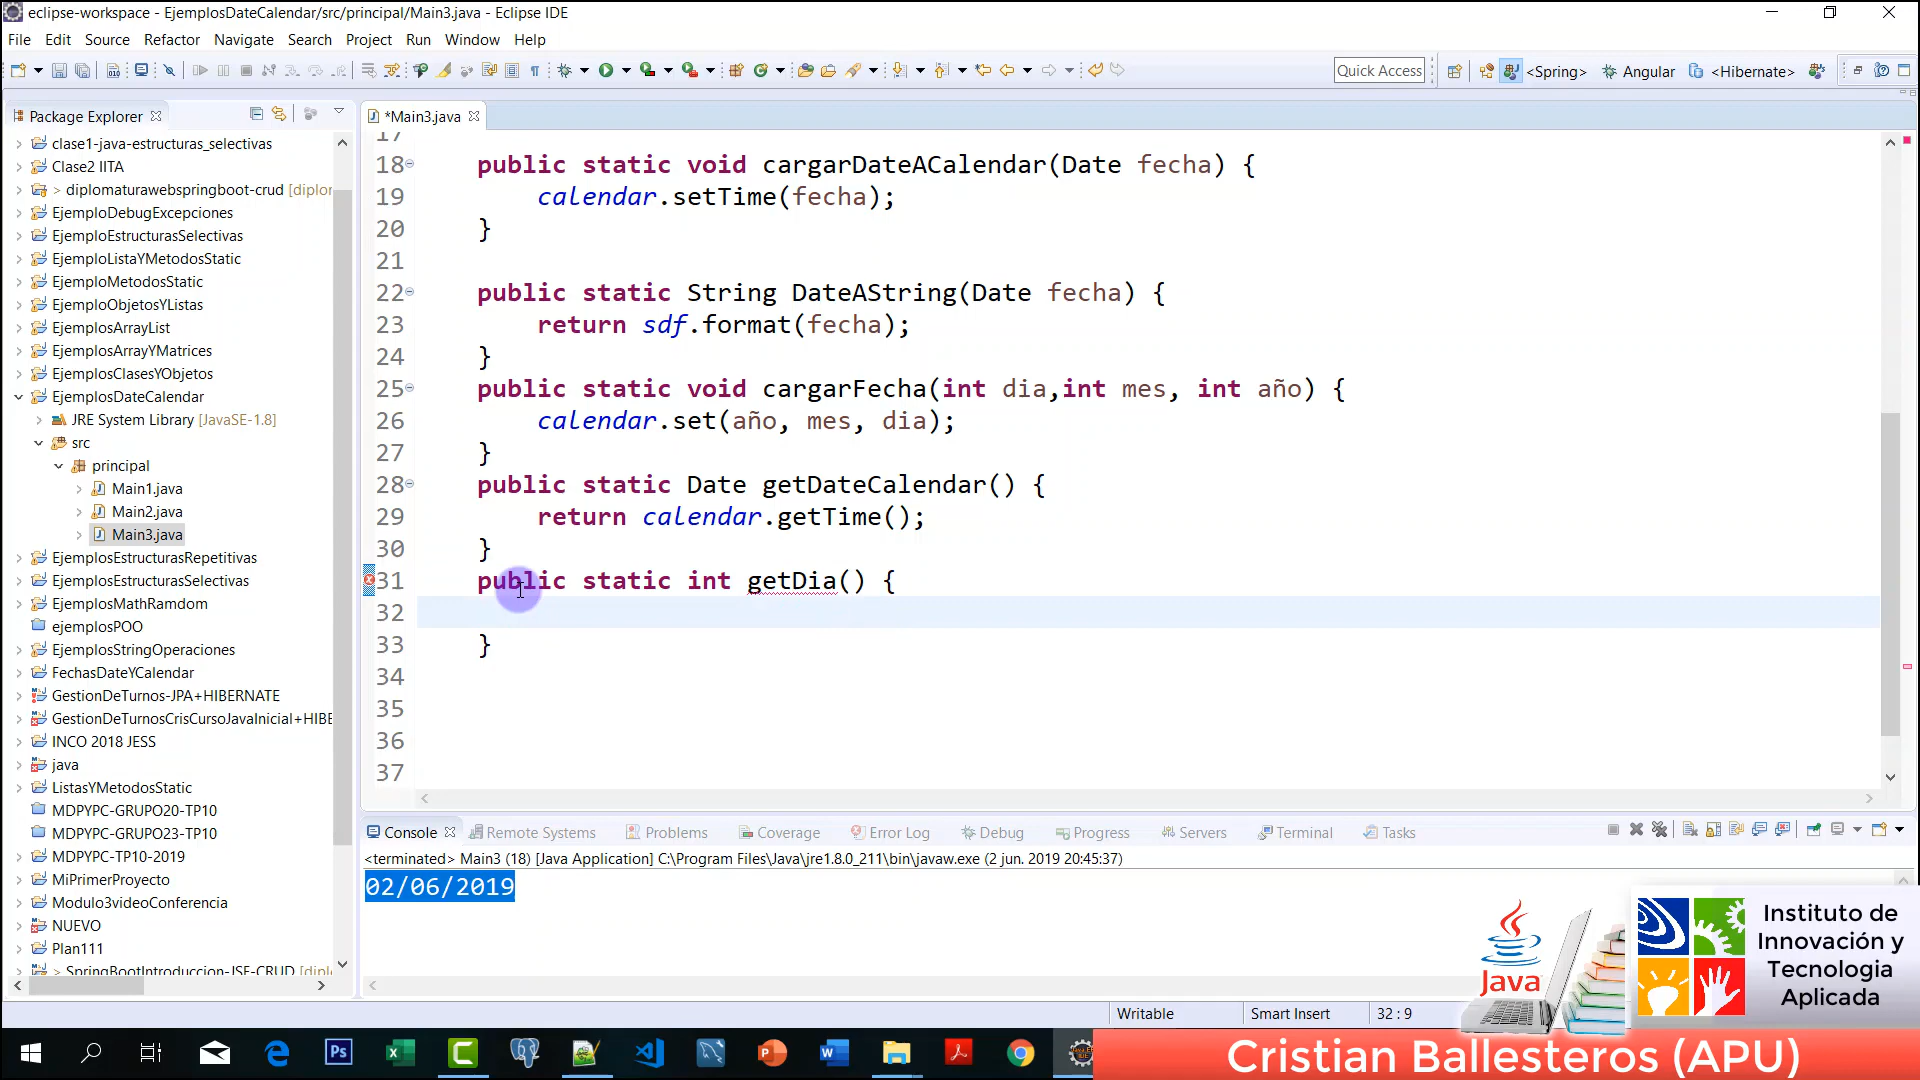 eclipse-workspace - EjemplosDateCalendar/src/principal/Main3.java - Eclipse IDE
File Edit Source Refactor Navigate Search Project Run Window Help
Quick Access <Spring> Angular <Hibernate>
Package Explorer
clase1-java-estructuras_selectivas
Clase2 IITA
> diplomaturawebspringboot-crud [diplor
EjemploDebugExcepciones
EjemploEstructurasSelectivas
EjemploListaYMetodosStatic
EjemploMetodosStatic
EjemploObjetosYListas
EjemplosArrayList
EjemplosArrayYMatrices
EjemplosClasesYObjetos
EjemplosDateCalendar
JRE System Library [JavaSE-1.8]
src
principal
Main1.java
Main2.java
Main3.java
EjemplosEstructurasRepetitivas
EjemplosEstructurasSelectivas
EjemplosMathRamdom
ejemplosPOO
EjemplosStringOperaciones
FechasDateYCalendar
GestionDeTurnos-JPA+HIBERNATE
GestionDeTurnosCrisCursoJavaInicial+HIBE
INCO 2018 JESS
java
ListasYMetodosStatic
MDPYPC-GRUPO20-TP10
MDPYPC-GRUPO23-TP10
MDPYPC-TP10-2019
MiPrimerProyecto
Modulo3videoConferencia
NUEVO
Plan111
> SpringBootIntroduccion-JSF-CRUD [dipl
*Main3.java
17
18 public static void cargarDateACalendar(Date fecha) {
19 calendar.setTime(fecha);
20 }
21
22 public static String DateAString(Date fecha) {
23 return sdf.format(fecha);
24 }
25 public static void cargarFecha(int dia,int mes, int año) {
26 calendar.set(año, mes, dia);
27 }
28 public static Date getDateCalendar() {
29 return calendar.getTime();
30 }
31 public static int getDia() {
32
33 }
34
35
36
37
Console Remote Systems Problems Coverage Error Log Debug Progress Servers Terminal Tasks
<terminated> Main3 (18) [Java Application] C:\Program Files\Java\jre1.8.0_211\bin\javaw.exe (2 jun. 2019 20:45:37)
02/06/2019
Writable Smart Insert 32 : 9
Java
Instituto de
Innovación y
Tecnologia
Aplicada
Cristian Ballesteros (APU)